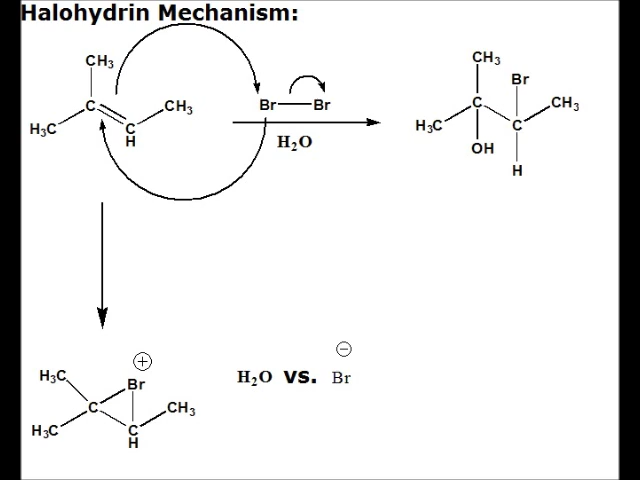 Halohydrin Mechanism:
CH₃
CH₃
H₃C
H
Br Br
H₂O
CH₃
Br
CH₃
C
C
H₃C
OH
H
⊕
⊖
H₃C
Br
H₂O vs. Br
C
CH₃
H₃C
C
H